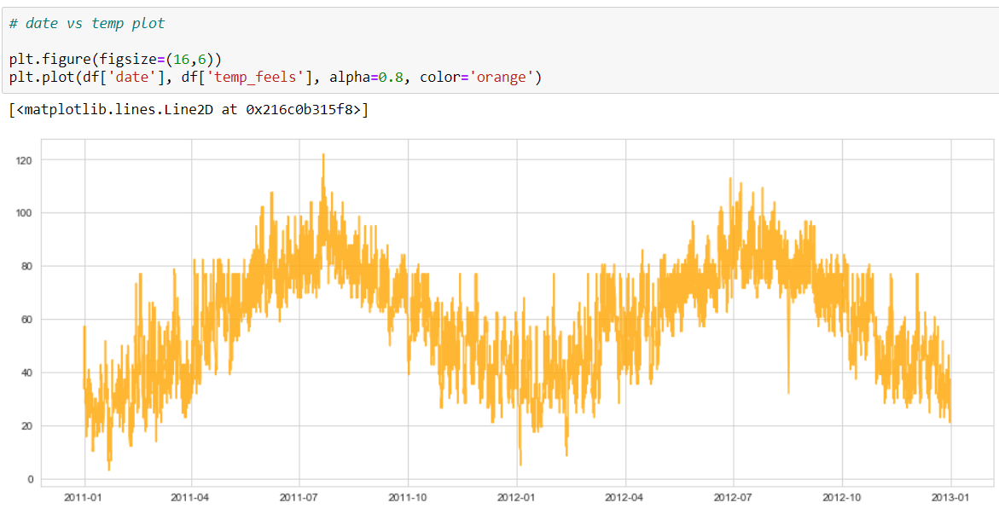 # date vs temp plot
plt.figure(figsize=(16,6))
plt.plot(df['date'], df['temp_feels'], alpha=0.8, color='orange')
[<matplotlib.lines.Line2D at 0x216c0b315f8>]
120
100
80
60
40
20
0
2011-01 2011-04 2011-07 2011-10 2012-01 2012-04 2012-07 2012-10 2013-01